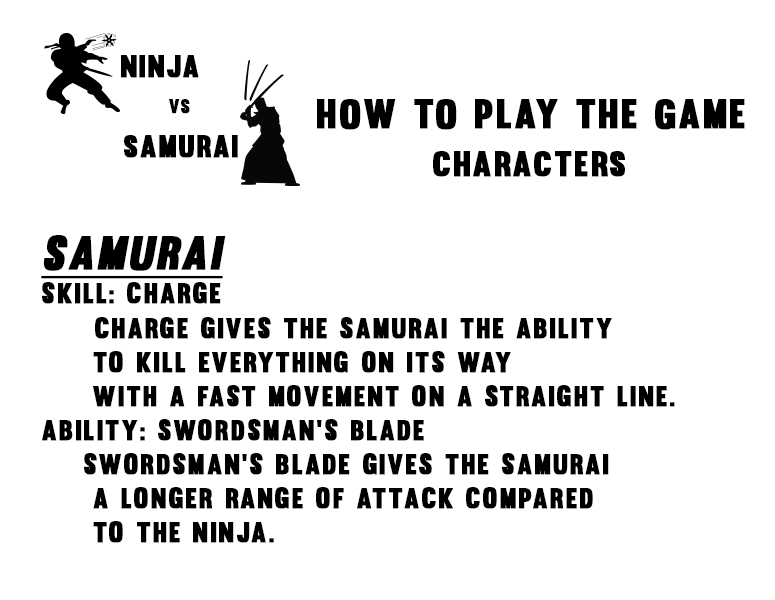 NINJA
VS
SAMURAI
HOW TO PLAY THE GAME
CHARACTERS
SAMURAI
SKILL: CHARGE
CHARGE GIVES THE SAMURAI THE ABILITY
TO KILL EVERYTHING ON ITS WAY
WITH A FAST MOVEMENT ON A STRAIGHT LINE.
ABILITY: SWORDSMAN'S BLADE
SWORDSMAN'S BLADE GIVES THE SAMURAI
A LONGER RANGE OF ATTACK COMPARED
TO THE NINJA.